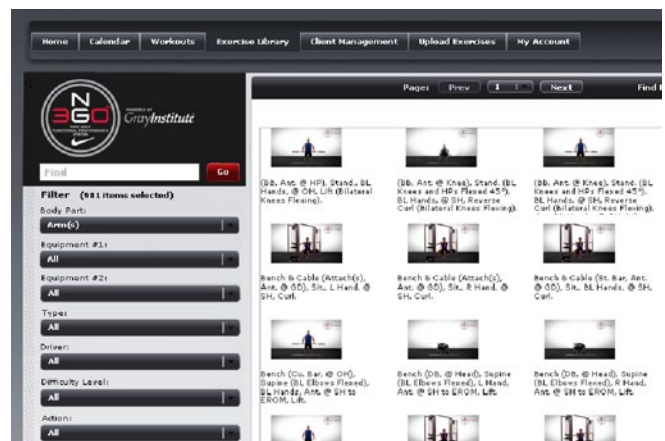 Home Calendar Workouts Exercise Library Client Management Upload Exercises My Account
Page: Prev 1 Next Find
N
3GO
POWERED BY
GrayInstitute
Find Go
Filter (981 items selected)
Body Part:
Arm(s)
Equipment #1:
All
Equipment #2:
All
Type:
All
Driver:
All
Difficulty Level:
All
Action:
All
(BB, Ant. @ HP), Stand., BL
Hands, @ OH, Lift (Bilateral
Knees Flexing).
(BB, Ant. @ Knee), Stand. (BL
Knees and HPs Flexed 45°),
BL Hands, @ SH, Reverse
Curl (Bilateral Knees Flexing).
(BB, Ant. @ Knee), Stand. (BL
Knees and HPs Flexed 45°),
BL Hands, @ SH, Reverse
Curl (Bilateral Knees Flexing),
Bench & Cable (Attach(s),
Ant. @ GD), Sit., L Hand, @
SH, Curl.
Bench & Cable (Attach(s),
Ant. @ GD), Sit., R Hand, @
SH, Curl.
Bench & Cable (St. Bar, Ant.
@ GD), Sit., BL Hands, @ SH,
Curl.
Bench (Cu. Bar, @ OH),
Supine (BL Elbows Flexed),
BL Hands, Ant. @ SH to
EROM, Lift.
Bench (DB, @ Head), Supine
(BL Elbows Flexed), L Hand,
Ant. @ SH to EROM, Lift.
Bench (DB, @ Head), Supine
(BL Elbows Flexed), R Hand,
Ant. @ SH to EROM, Lift.